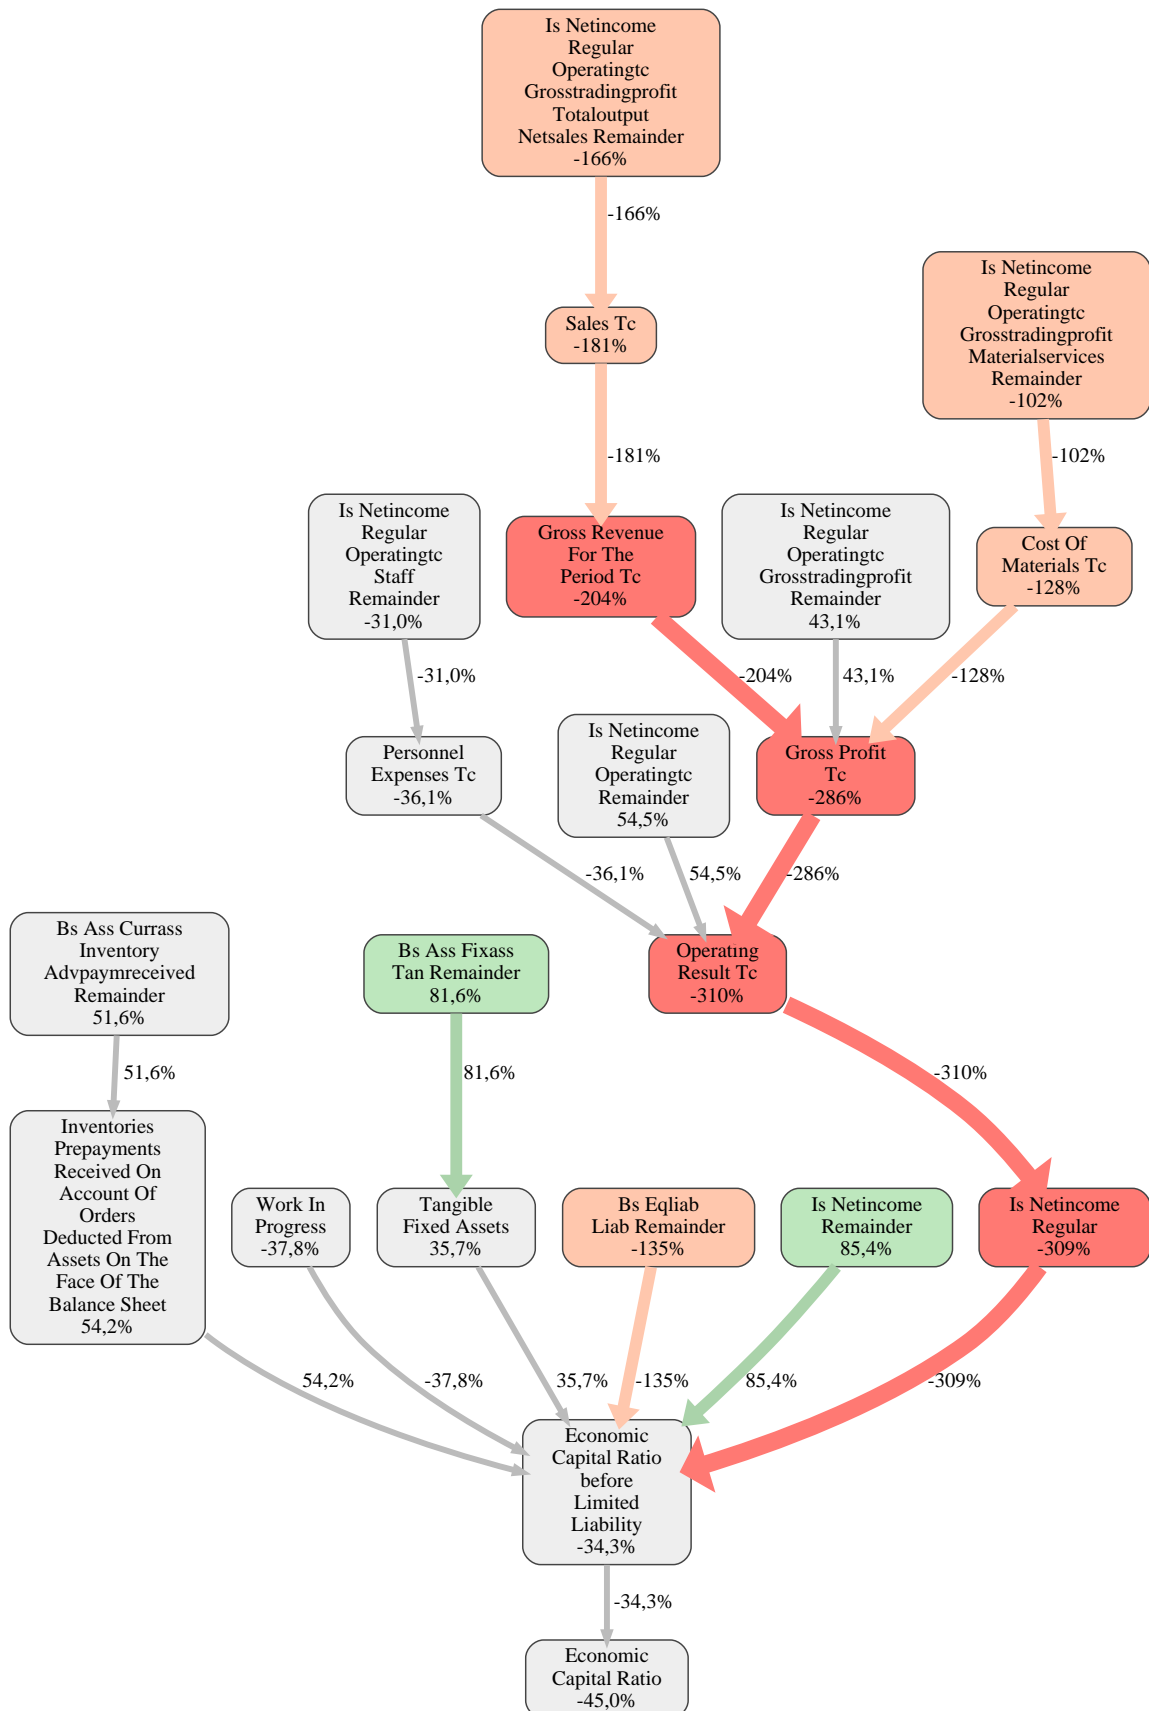 Is Netincome
Regular
Operatingtc
Grosstradingprofit
Totaloutput
Netsales Remainder
-166%
-166%
Is Netincome
Regular
Operatingtc
Grosstradingprofit
Materialservices
Remainder
-102%
Sales Tc
-181%
-181%
-102%
Is Netincome
Regular
Operatingtc
Staff
Remainder
-31,0%
Gross Revenue
For The
Period Tc
-204%
Is Netincome
Regular
Operatingtc
Grosstradingprofit
Remainder
43,1%
Cost Of
Materials Tc
-128%
-31,0%
-204%
43,1%
-128%
Personnel
Expenses Tc
-36,1%
Is Netincome
Regular
Operatingtc
Remainder
54,5%
Gross Profit
Tc
-286%
-36,1%
54,5%
-286%
Bs Ass Currass
Inventory
Advpaymreceived
Remainder
51,6%
Bs Ass Fixass
Tan Remainder
81,6%
Operating
Result Tc
-310%
51,6%
81,6%
-310%
Inventories
Prepayments
Received On
Account Of
Orders
Deducted From
Assets On The
Face Of The
Balance Sheet
54,2%
Work In
Progress
-37,8%
Tangible
Fixed Assets
35,7%
Bs Eqliab
Liab Remainder
-135%
Is Netincome
Remainder
85,4%
Is Netincome
Regular
-309%
54,2%
-37,8%
35,7%
-135%
85,4%
-309%
Economic
Capital Ratio
before
Limited
Liability
-34,3%
-34,3%
Economic
Capital Ratio
-45,0%